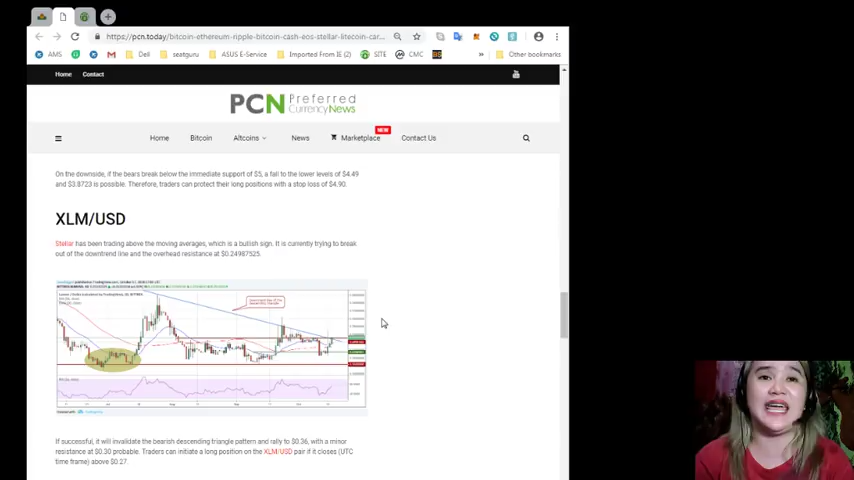 https://pcn.today/bitcoin-ethereum-ripple-bitcoin-cash-eos-stellar-litecoin-car...
AMS
Dell
seatguru
ASUS E-Service
Imported From IE (2)
SITE
CMC
»
Other bookmarks
Home Contact
PCN Preferred CurrencyNews
Home Bitcoin Altcoins News Marketplace NEW Contact Us
On the downside, if the bears break below the immediate support of $5, a fall to the lower levels of $4.49
and $3.8723 is possible. Therefore, traders can protect their long positions with a stop loss of $4.90.
XLM/USD
Stellar has been trading above the moving averages, which is a bullish sign. It is currently trying to break
out of the downtrend line and the overhead resistance at $0.24987525.
If successful, it will invalidate the bearish descending triangle pattern and rally to $0.36, with a minor
resistance at $0.30 probable. Traders can initiate a long position on the XLM/USD pair if it closes (UTC
time frame) above $0.27.